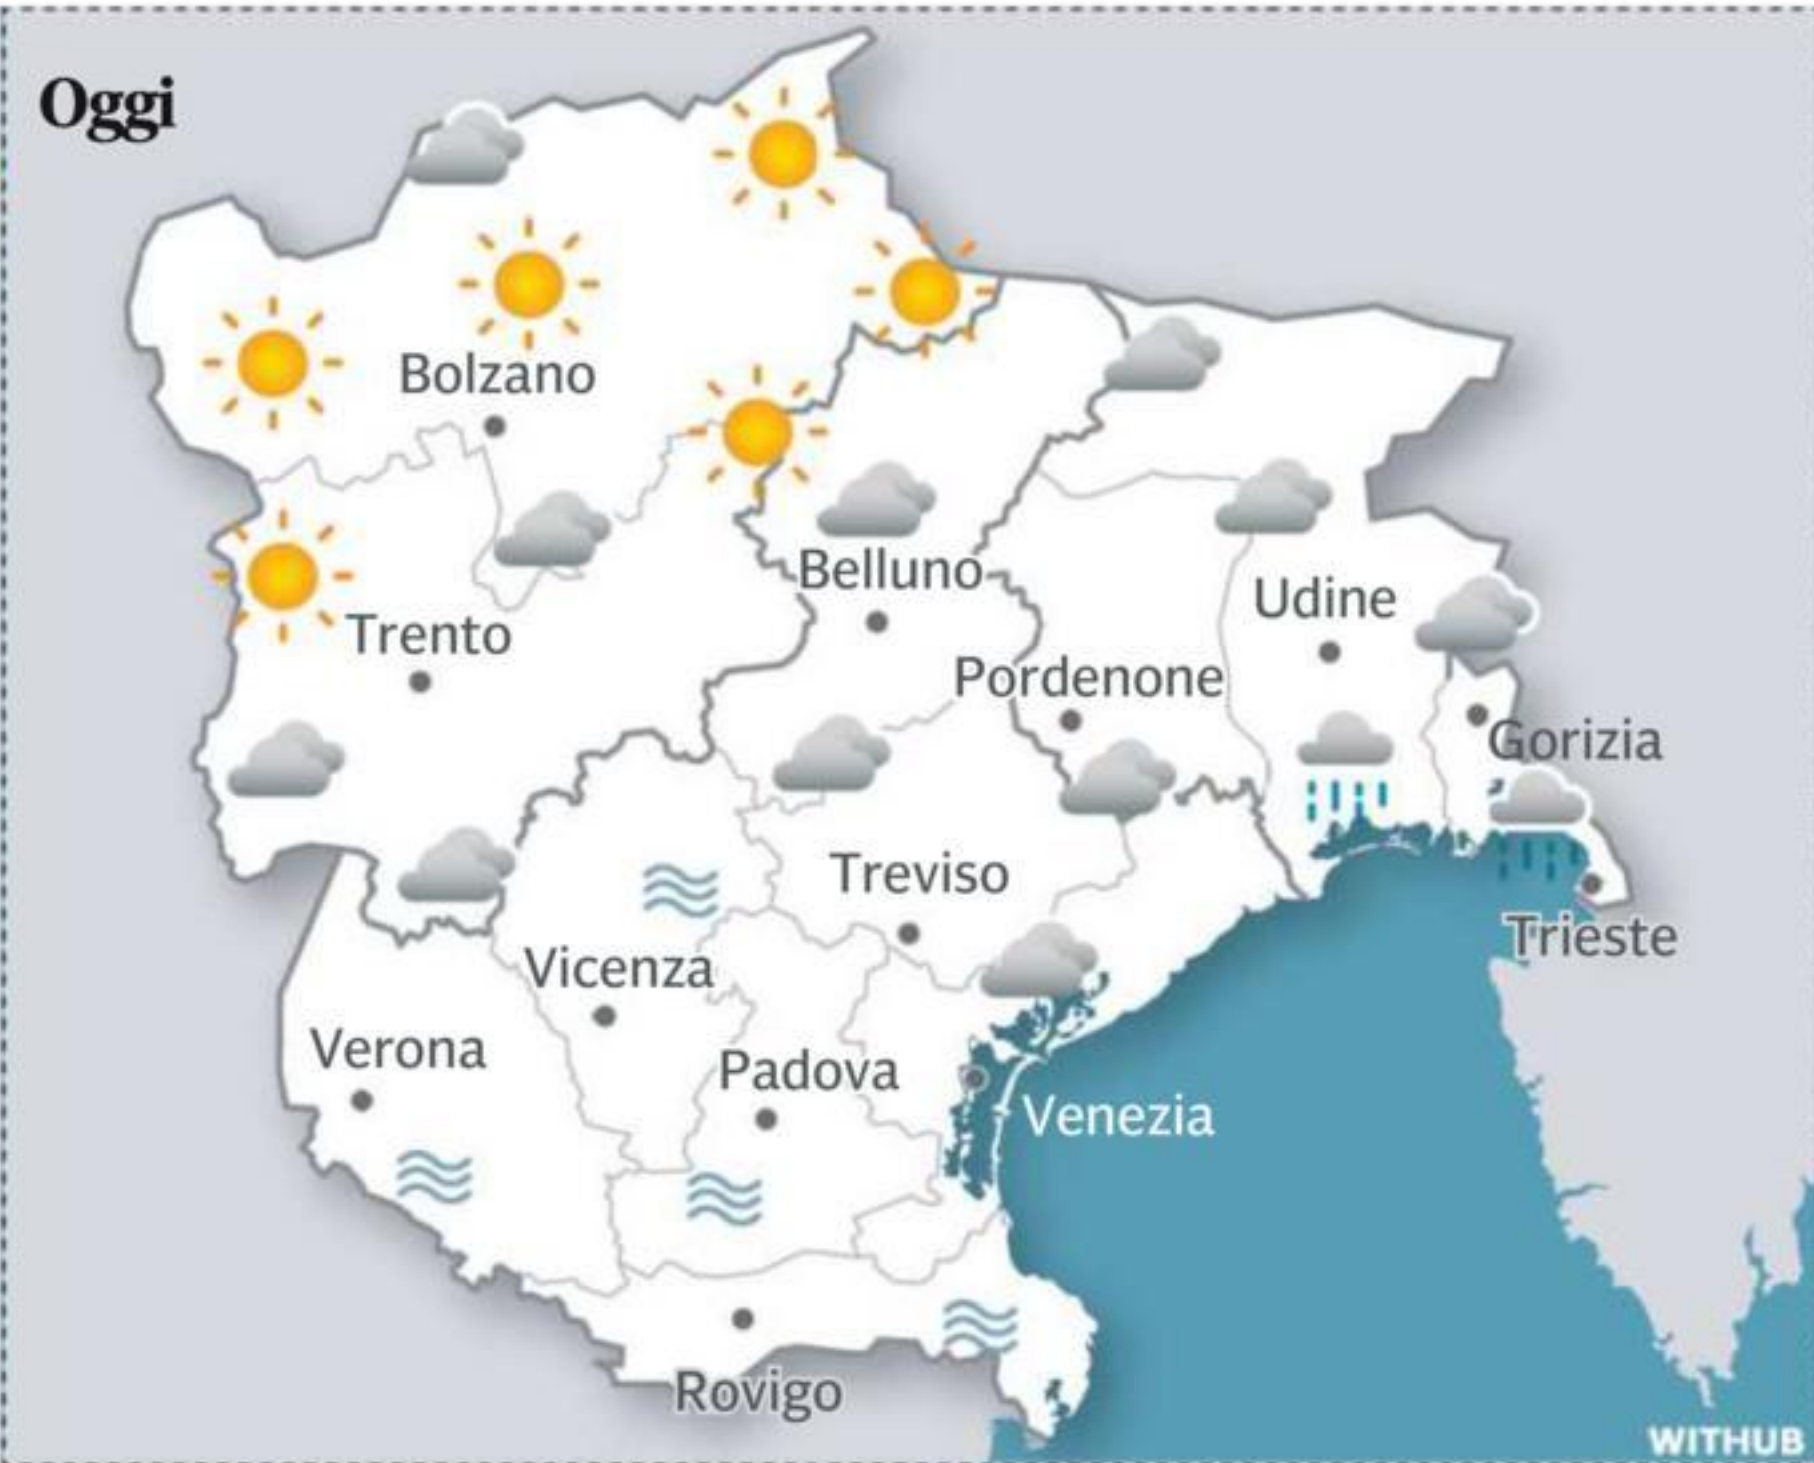 Oggi
Bolzano
Trento
Belluno
Udine
Pordenone
Gorizia
Treviso
Trieste
Vicenza
Verona
Padova
Venezia
Rovigo
WITHUB